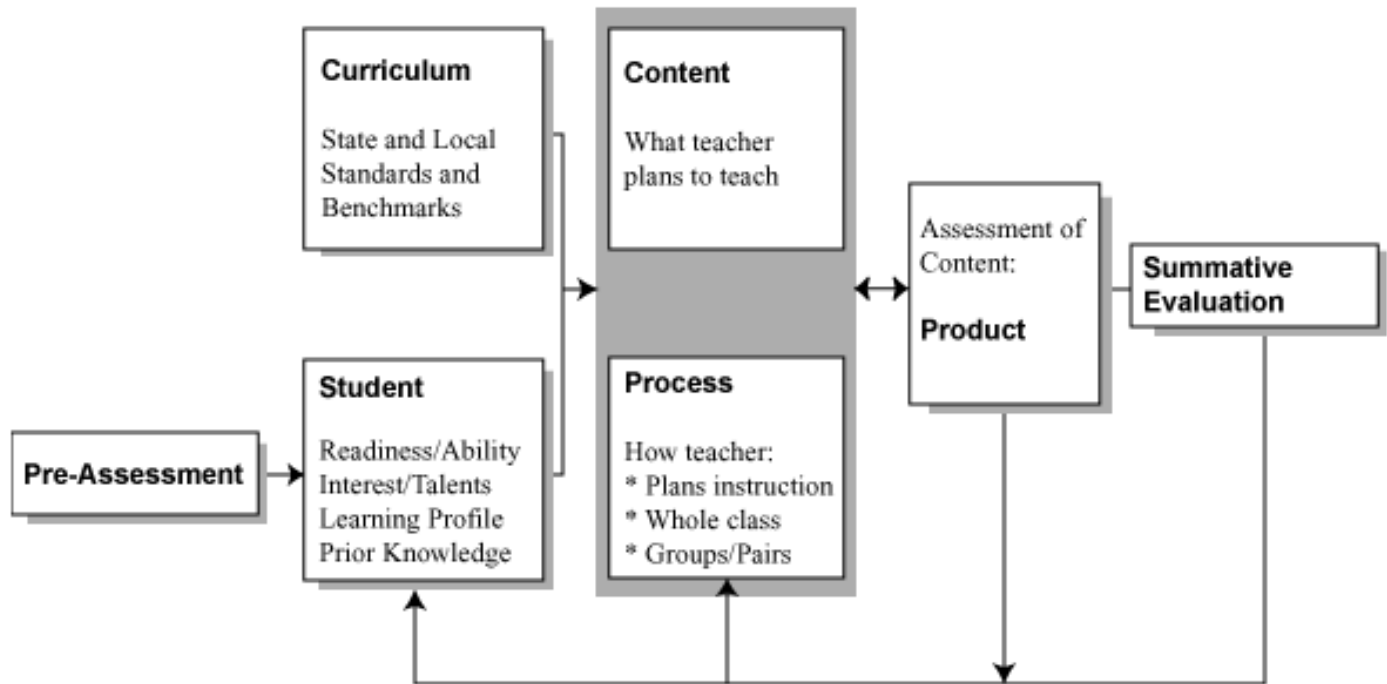 Curriculum
State and Local
Standards and
Benchmarks
Content
What teacher
plans to teach
Assessment of
Content:
Product
Summative
Evaluation
Pre-Assessment
Student
Readiness/Ability
Interest/Talents
Learning Profile
Prior Knowledge
Process
How teacher:
* Plans instruction
* Whole class
* Groups/Pairs